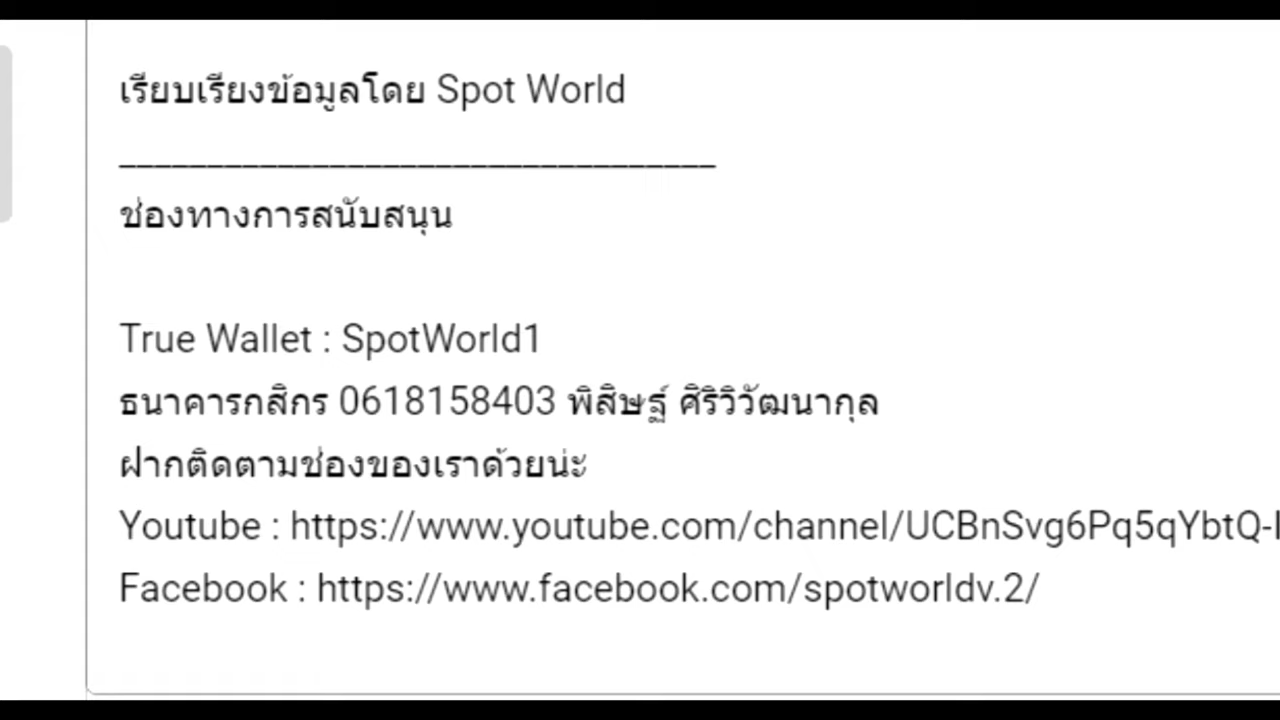 เรียบเรียงข้อมูลโดย Spot World
__________________________________
ช่องทางการสนับสนุน
True Wallet : SpotWorld1
ธนาคารกสิกร 0618158403 พิสิษฐ์ ศิริวิวัฒนากุล
ฝากติดตามช่องของเราด้วยน่ะ
Youtube : https://www.youtube.com/channel/UCBnSvg6Pq5qYbtQ-
Facebook : https://www.facebook.com/spotworldv.2/